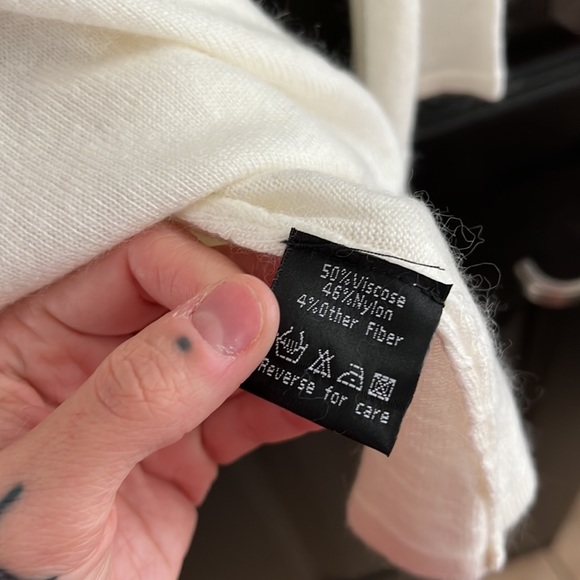 50%Viscose
46%Nylon
4%Other Fiber
Reverse for care